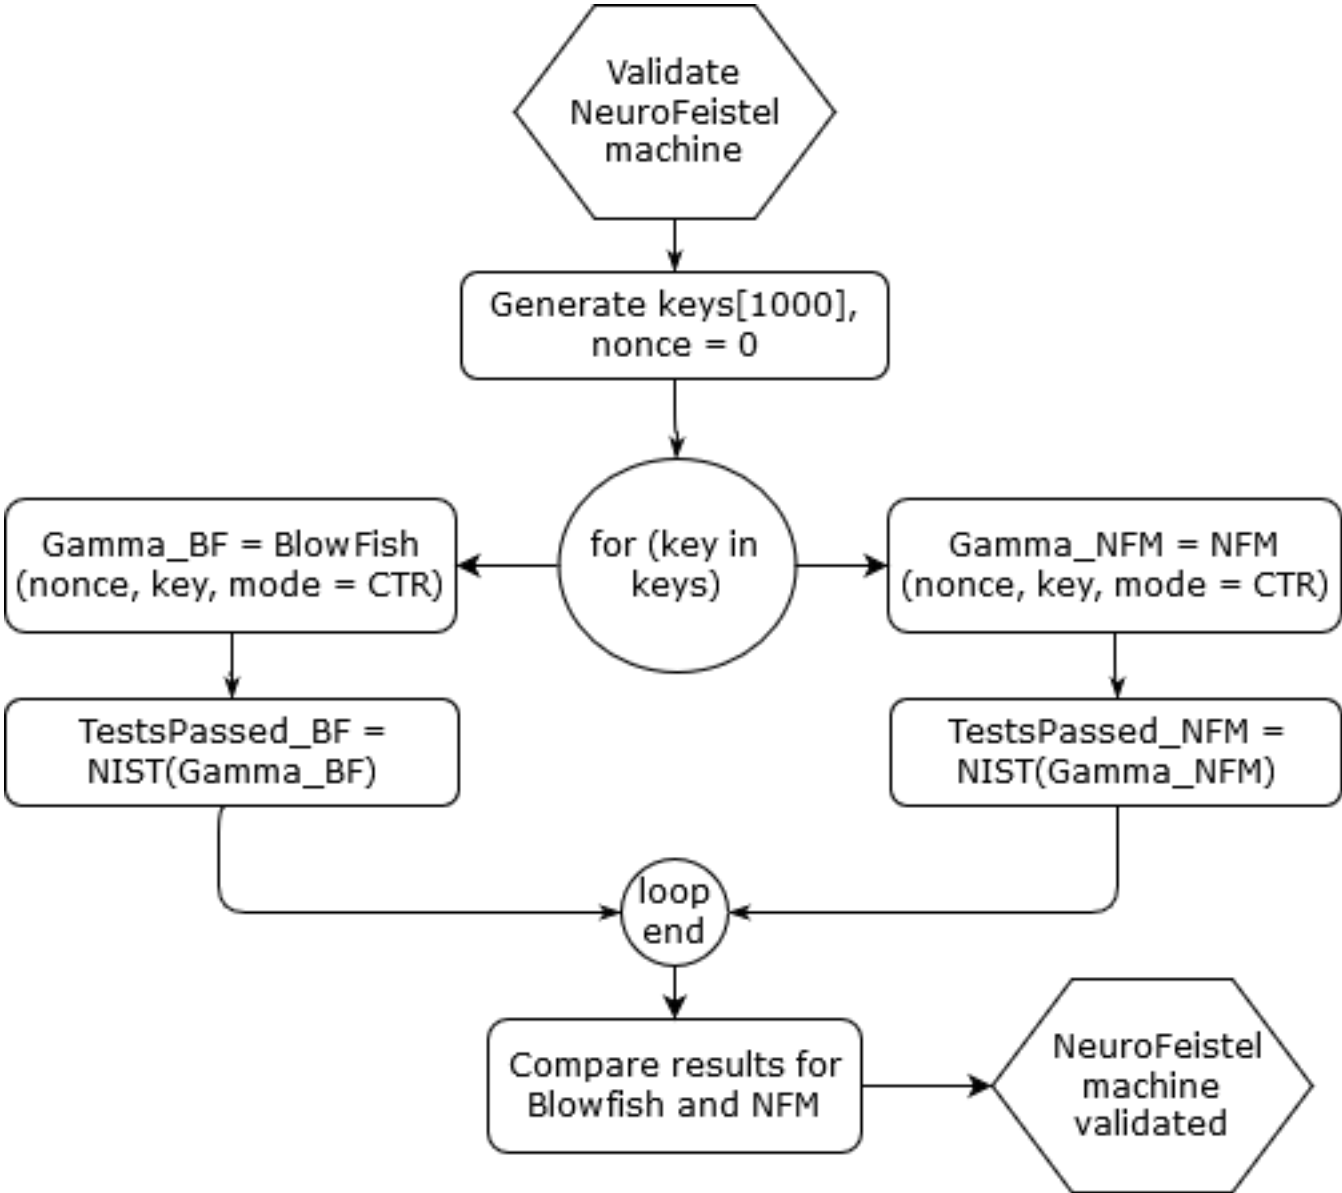 Validate
NeuroFeistel
machine
Generate keys[1000],
nonce = 0
for (key in
keys)
Gamma_BF = BlowFish
(nonce, key, mode = CTR)
Gamma_NFM = NFM
(nonce, key, mode = CTR)
TestsPassed_BF =
NIST(Gamma_BF)
TestsPassed_NFM =
NIST(Gamma_NFM)
loop
end
Compare results for
Blowfish and NFM
NeuroFeistel
machine
validated